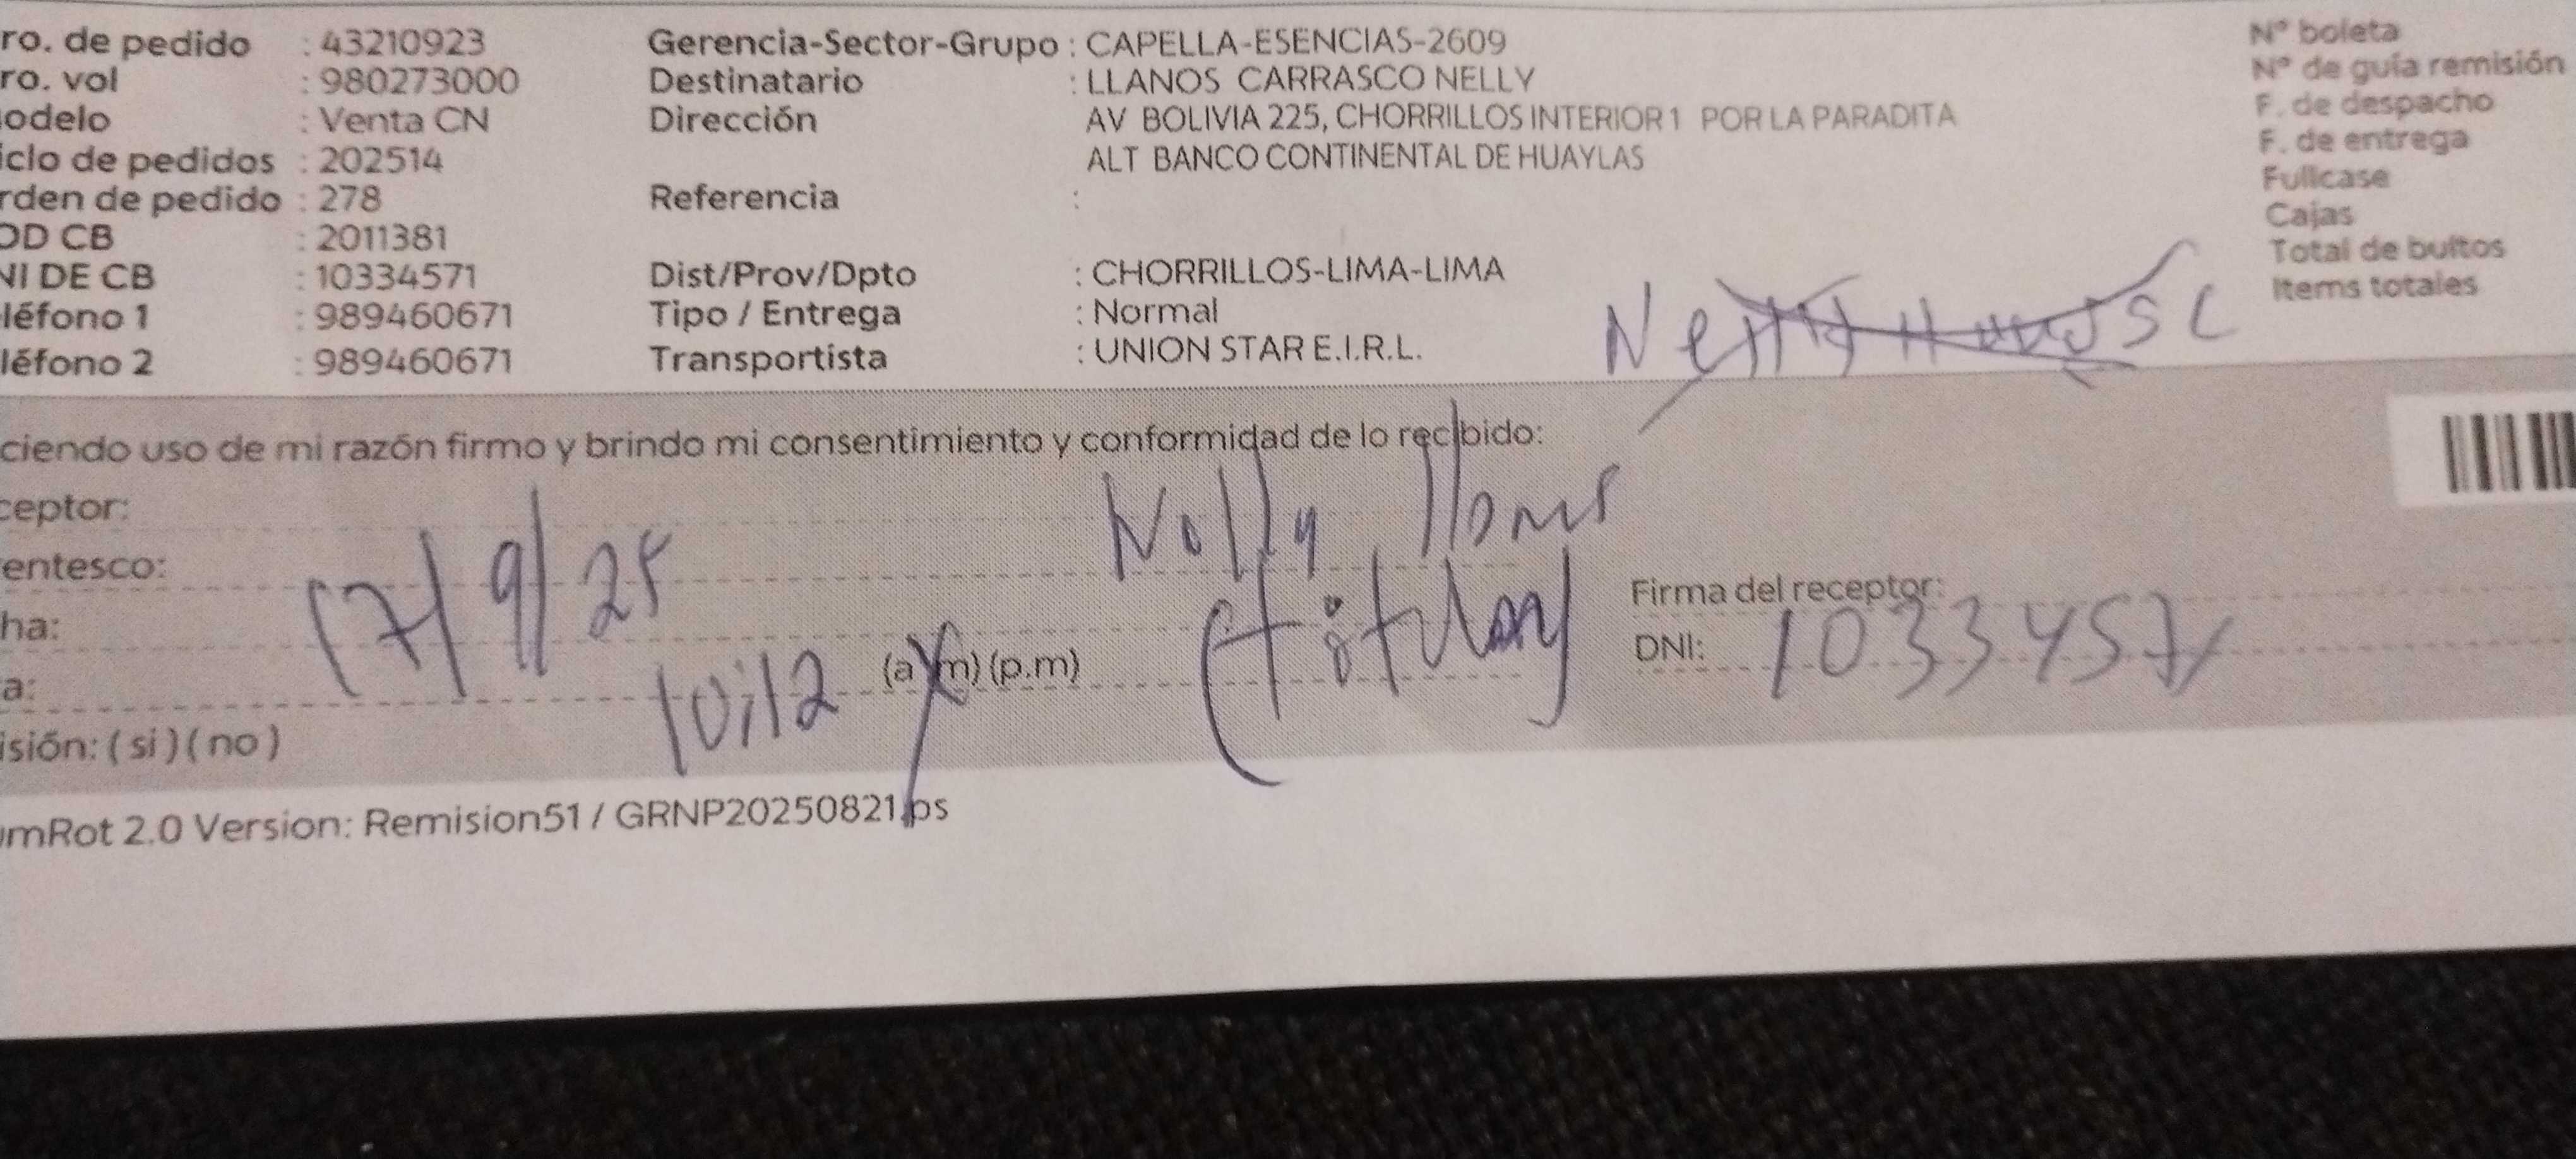 ro. de pedido : 43210923 Gerencia-Sector-Grupo : CAPELLA-ESENCIAS-2609 N° boleta
ro. vol : 980273000 Destinatario : LLANOS CARRASCO NELLY N° de guía remisión
odelo : Venta CN Dirección AV BOLIVIA 225, CHORRILLOS INTERIOR 1 POR LA PARADITA F. de despacho
iclo de pedidos : 202514 ALT BANCO CONTINENTAL DE HUAYLAS F. de entrega
rden de pedido : 278 Referencia : Fullcase
OD CB : 2011381 Cajas
NI DE CB : 10334571 Dist/Prov/Dpto : CHORRILLOS-LIMA-LIMA Total de bultos
léfono 1 : 989460671 Tipo / Entrega : Normal Items totales
léfono 2 : 989460671 Transportista : UNION STAR E.I.R.L.
ciendo uso de mi razón firmo y brindo mi consentimiento y conformidad de lo recibido:
ceptor: Nelly llanos
entesco: (titular)
ha: 17/9/25 Firma del receptor:
a: 10:12 (a.m) (p.m) DNI: 10334571
isión: ( si ) ( no )
umRot 2.0 Version: Remision51 / GRNP20250821.ps